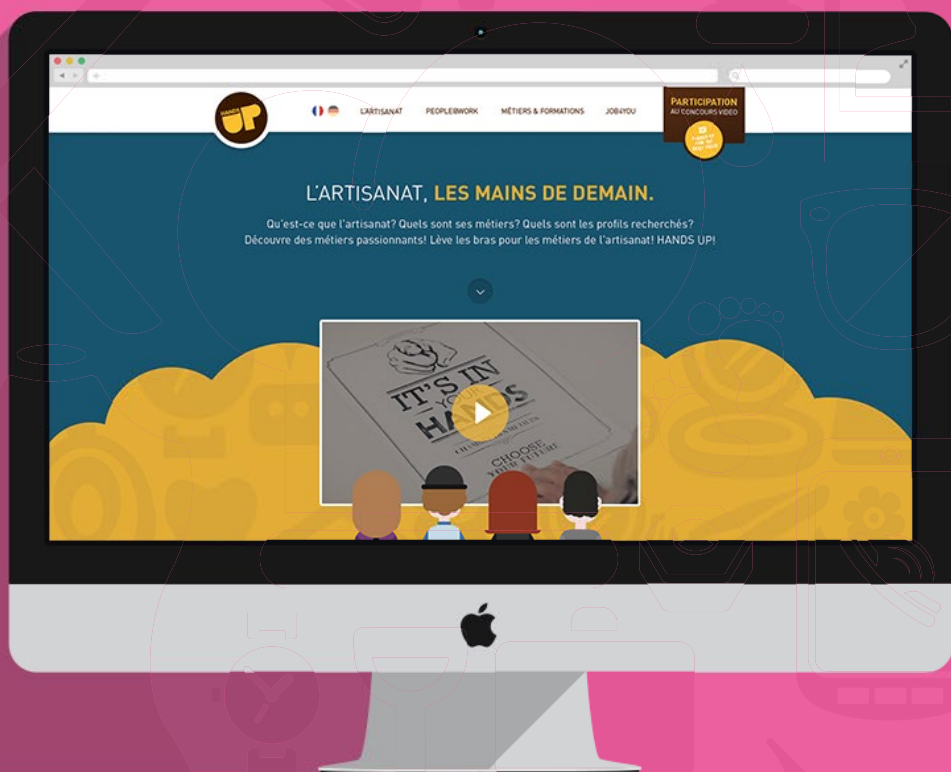 HANDS
UP
L'ARTISANAT
PEOPLE@WORK
MÉTIERS & FORMATIONS
JOB4YOU
PARTICIPATION
AU CONCOURS VIDEO
L'ARTISANAT, LES MAINS DE DEMAIN.
Qu'est-ce que l'artisanat? Quels sont ses métiers? Quels sont les profils recherchés?
Découvre des métiers passionnants! Lève les bras pour les métiers de l'artisanat! HANDS UP!
IT'S IN
YOUR
HANDS
CHOOSE
YOUR FUTURE